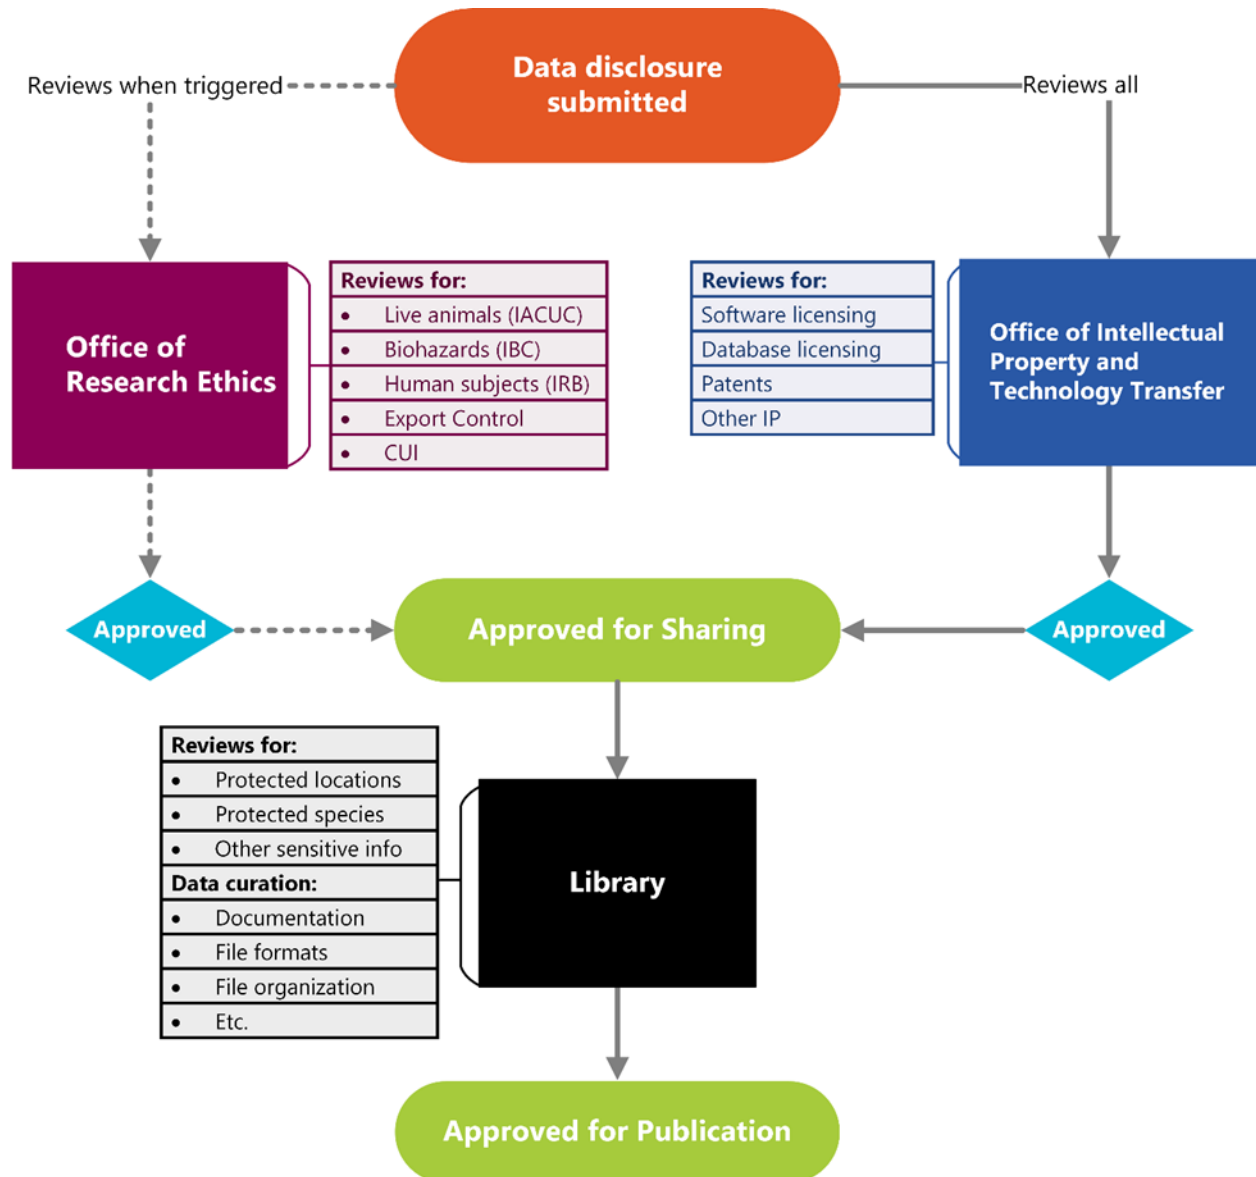 Data disclosure
submitted
Reviews when triggered
Reviews all
Office of
Research Ethics
Reviews for:
• Live animals (IACUC)
• Biohazards (IBC)
• Human subjects (IRB)
• Export Control
• CUI
Reviews for:
Software licensing
Database licensing
Patents
Other IP
Office of Intellectual
Property and
Technology Transfer
Approved
Approved for Sharing
Approved
Reviews for:
• Protected locations
• Protected species
• Other sensitive info
Data curation:
• Documentation
• File formats
• File organization
• Etc.
Library
Approved for Publication